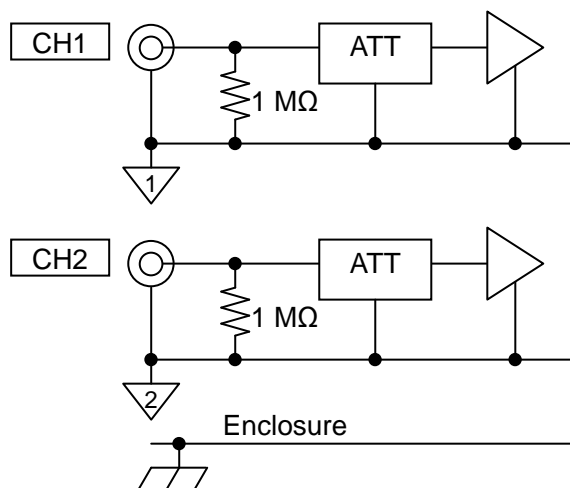 CH1
ATT
1 MΩ
1
CH2
ATT
1 MΩ
2
Enclosure